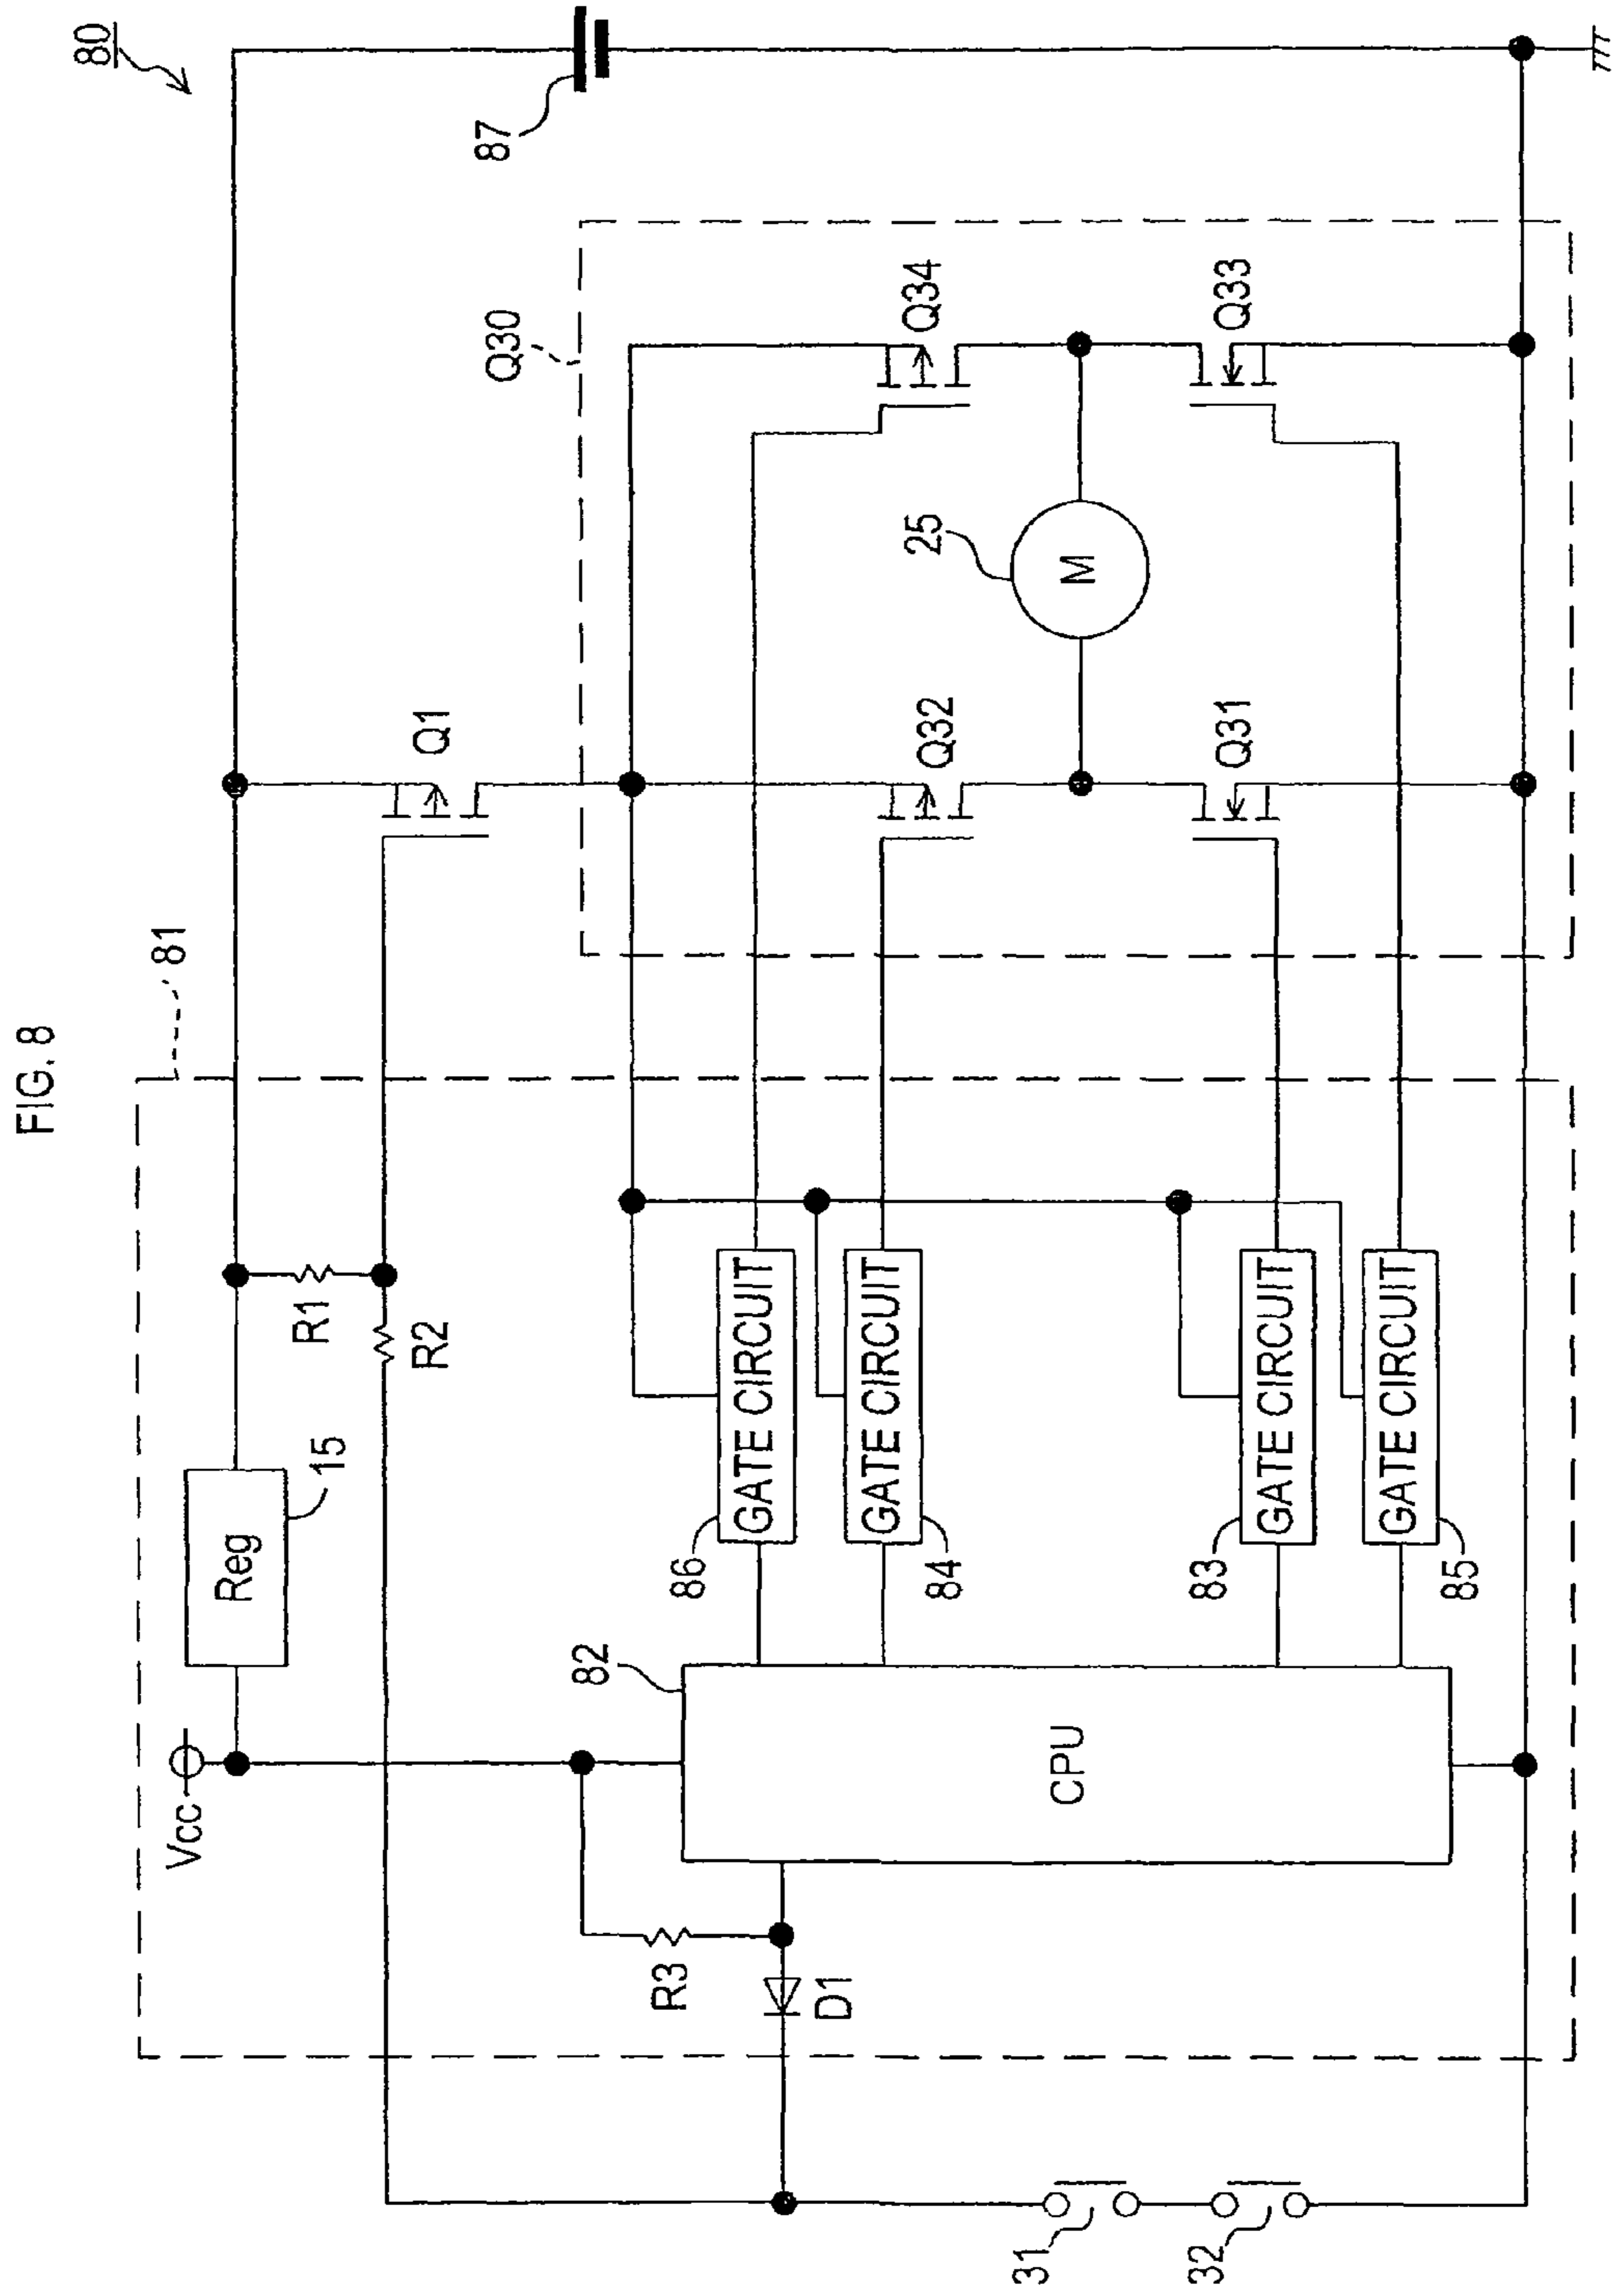 FIG. 8
80
81
Vcc
Reg
15
R1
R2
Q1
87
Q30
82
CPU
R3
D1
86
GATE CIRCUIT
84
GATE CIRCUIT
83
GATE CIRCUIT
85
GATE CIRCUIT
Q32
Q34
25
M
Q31
Q33
31
32